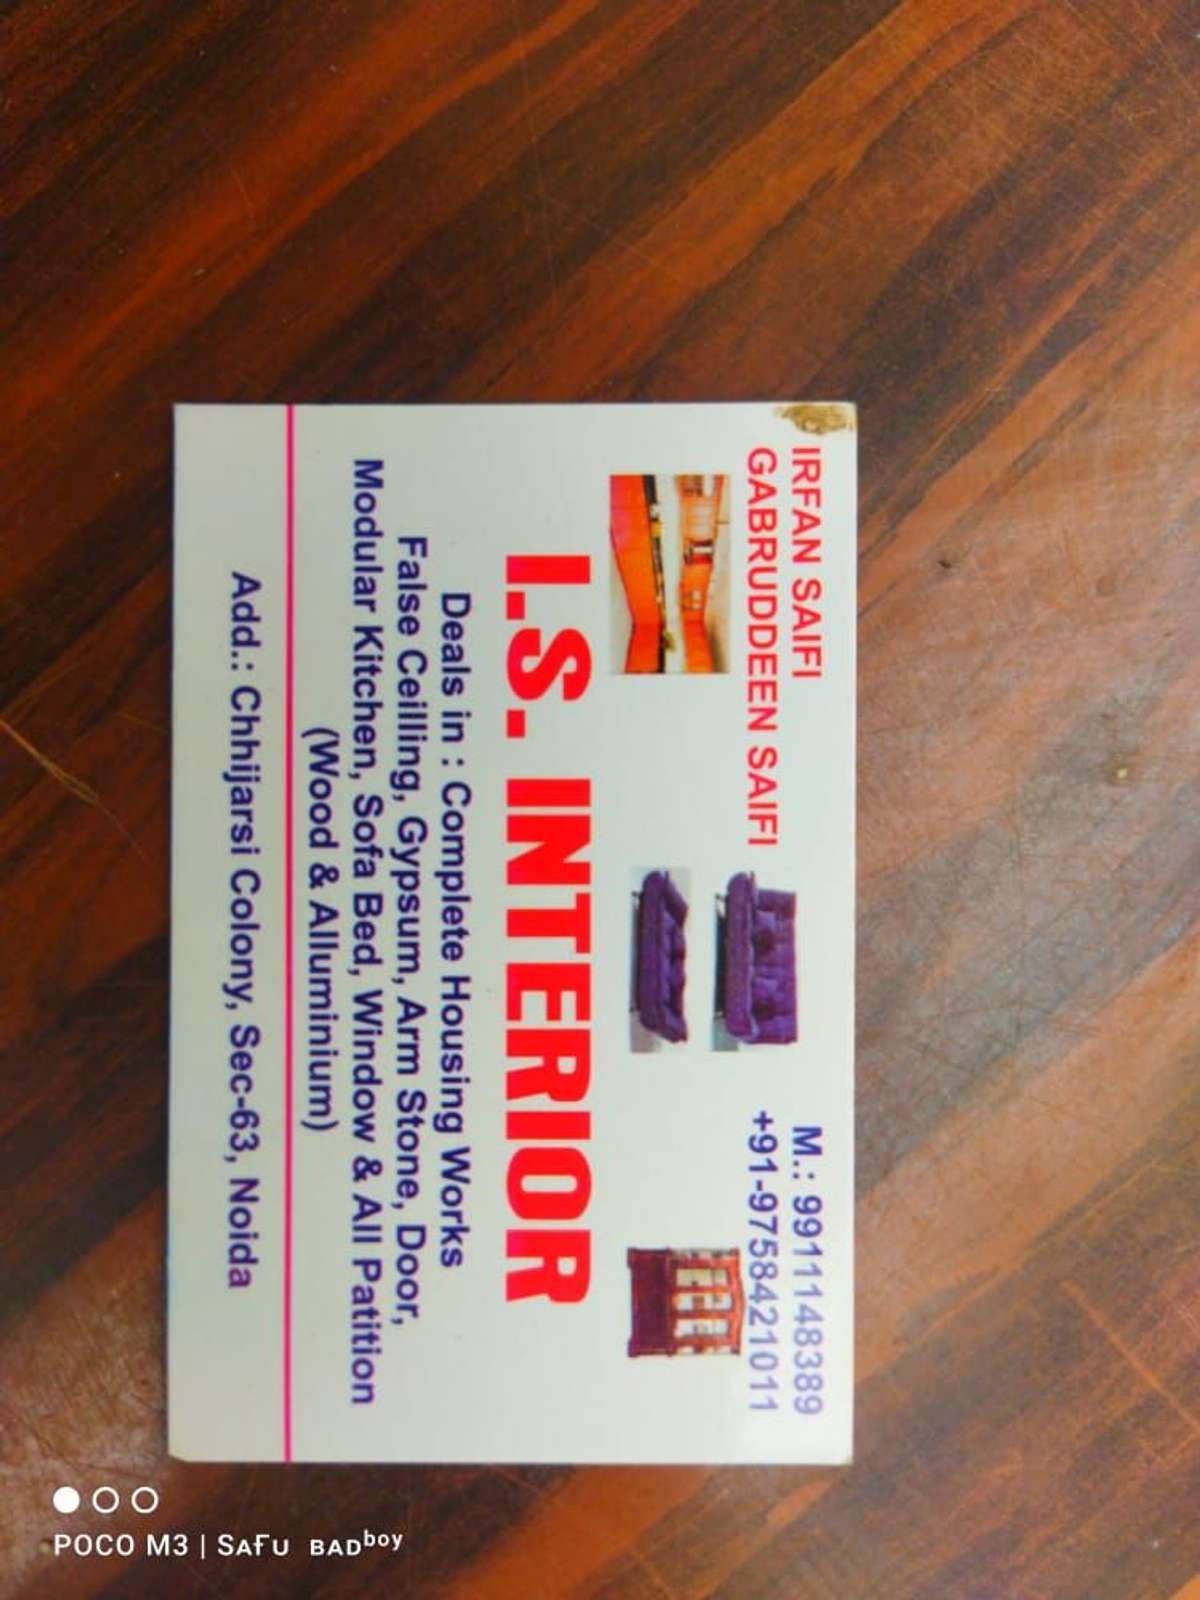 IRFAN SAIFI
GABRUDDEEN SAIFI
M.: 9911148389
+91-9758421011
I.S. INTERIOR
Deals in : Complete Housing Works
False Ceilling, Gypsum, Arm Stone, Door,
Modular Kitchen, Sofa Bed, Window & All Patition
(Wood & Alluminium)
Add.: Chhijarsi Colony, Sec-63, Noida
POCO M3 | SAFU BADboy